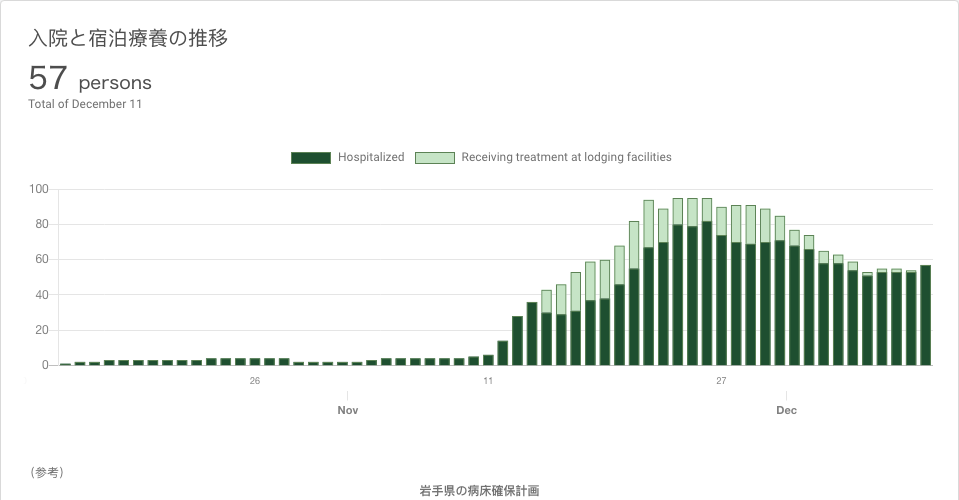 入院と宿泊療養の推移
57 persons
Total of December 11
Hospitalized Receiving treatment at lodging facilities
100
80
60
40
20
0
26 11 27
Nov Dec
(参考)
岩手県の病床確保計画